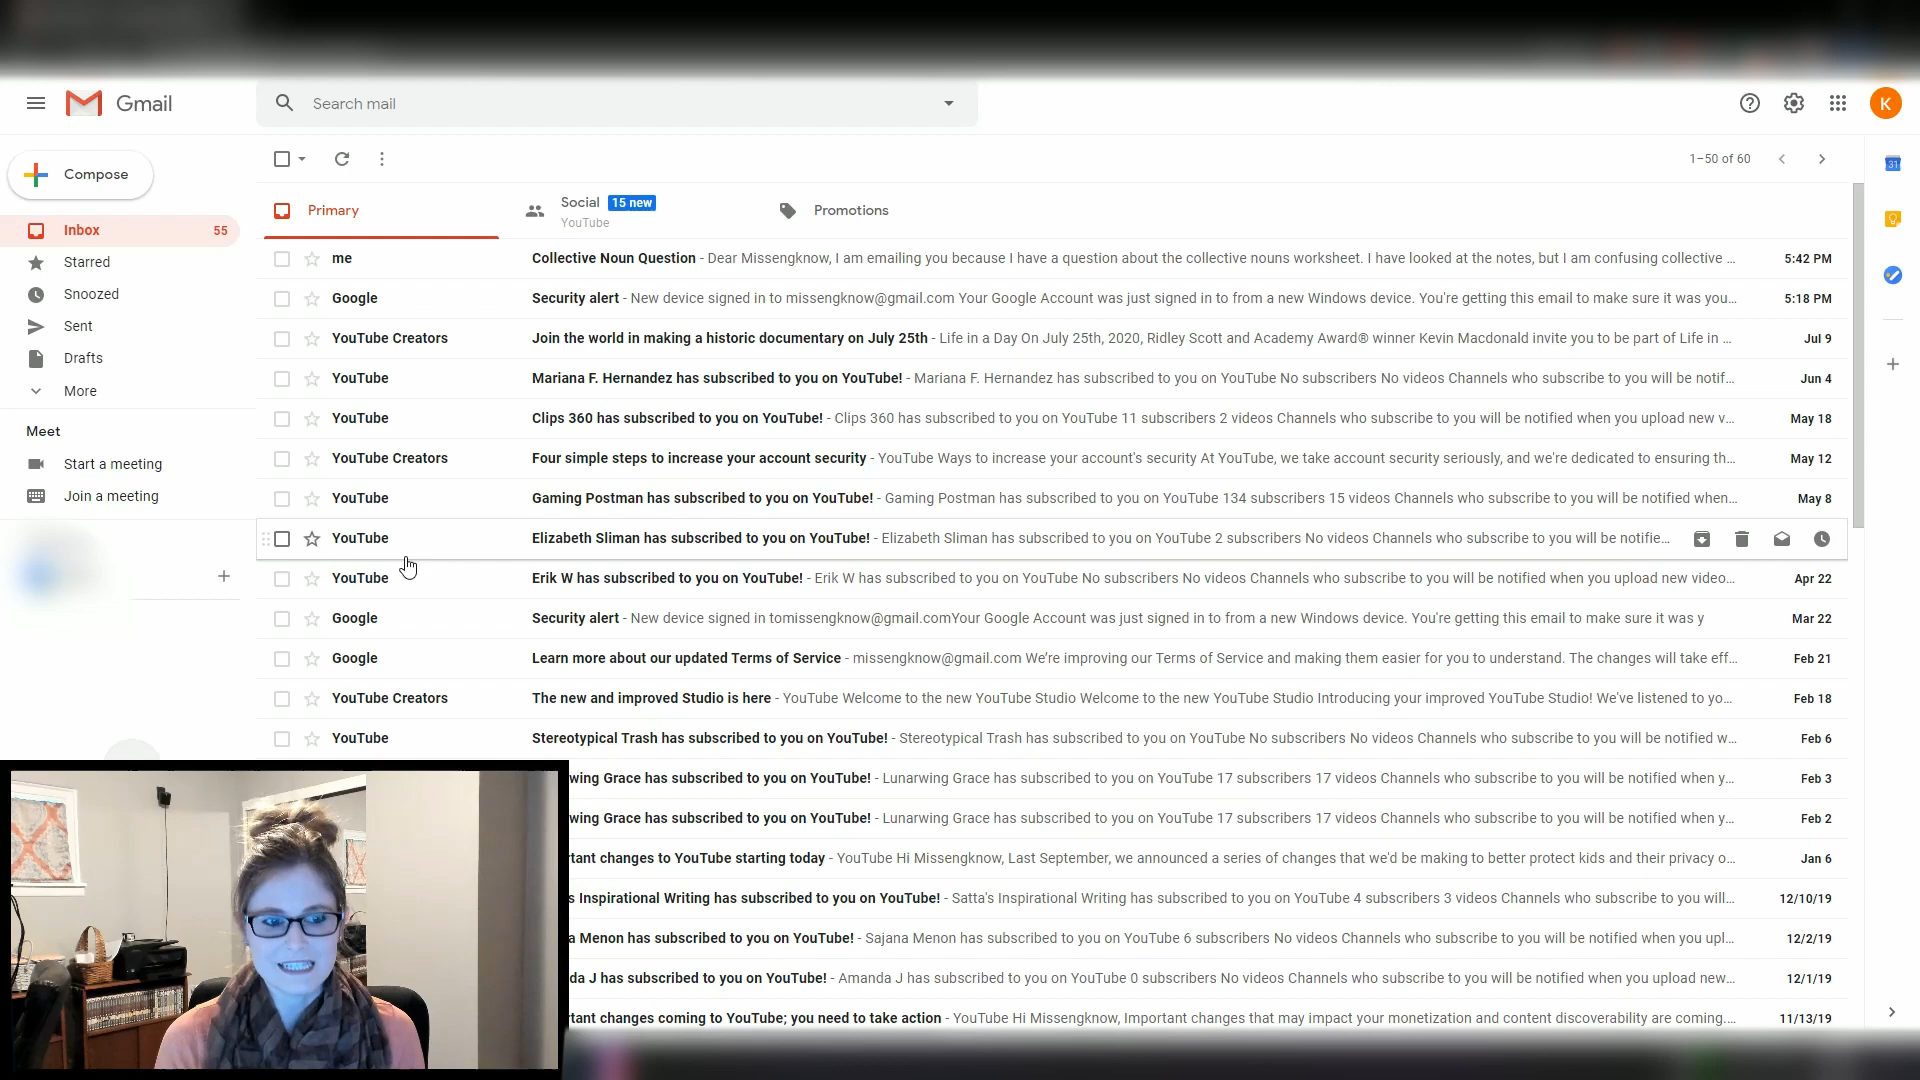 Gmail
Search mail
K
Compose
1–50 of 60
Primary
Social 15 new
YouTube
Promotions
Inbox 55
Starred
Snoozed
Sent
Drafts
More
Meet
Start a meeting
Join a meeting
me Collective Noun Question - Dear Missengknow, I am emailing you because I have a question about the collective nouns worksheet. I have looked at the notes, but I am confusing collective … 5:42 PM
Google Security alert - New device signed in to missengknow@gmail.com Your Google Account was just signed in to from a new Windows device. You're getting this email to make sure it was you… 5:18 PM
YouTube Creators Join the world in making a historic documentary on July 25th - Life in a Day On July 25th, 2020, Ridley Scott and Academy Award® winner Kevin Macdonald invite you to be part of Life in … Jul 9
YouTube Mariana F. Hernandez has subscribed to you on YouTube! - Mariana F. Hernandez has subscribed to you on YouTube No subscribers No videos Channels who subscribe to you will be notif… Jun 4
YouTube Clips 360 has subscribed to you on YouTube! - Clips 360 has subscribed to you on YouTube 11 subscribers 2 videos Channels who subscribe to you will be notified when you upload new v… May 18
YouTube Creators Four simple steps to increase your account security - YouTube Ways to increase your account's security At YouTube, we take account security seriously, and we're dedicated to ensuring th… May 12
YouTube Gaming Postman has subscribed to you on YouTube! - Gaming Postman has subscribed to you on YouTube 134 subscribers 15 videos Channels who subscribe to you will be notified when… May 8
YouTube Elizabeth Sliman has subscribed to you on YouTube! - Elizabeth Sliman has subscribed to you on YouTube 2 subscribers No videos Channels who subscribe to you will be notifie…
YouTube Erik W has subscribed to you on YouTube! - Erik W has subscribed to you on YouTube No subscribers No videos Channels who subscribe to you will be notified when you upload new video… Apr 22
Google Security alert - New device signed in tomissengknow@gmail.comYour Google Account was just signed in to from a new Windows device. You're getting this email to make sure it was y Mar 22
Google Learn more about our updated Terms of Service - missengknow@gmail.com We're improving our Terms of Service and making them easier for you to understand. The changes will take eff… Feb 21
YouTube Creators The new and improved Studio is here - YouTube Welcome to the new YouTube Studio Welcome to the new YouTube Studio Introducing your improved YouTube Studio! We've listened to yo… Feb 18
YouTube Stereotypical Trash has subscribed to you on YouTube! - Stereotypical Trash has subscribed to you on YouTube No subscribers No videos Channels who subscribe to you will be notified w… Feb 6
wing Grace has subscribed to you on YouTube! - Lunarwing Grace has subscribed to you on YouTube 17 subscribers 17 videos Channels who subscribe to you will be notified when y… Feb 3
wing Grace has subscribed to you on YouTube! - Lunarwing Grace has subscribed to you on YouTube 17 subscribers 17 videos Channels who subscribe to you will be notified when y… Feb 2
tant changes to YouTube starting today - YouTube Hi Missengknow, Last September, we announced a series of changes that we'd be making to better protect kids and their privacy o… Jan 6
s Inspirational Writing has subscribed to you on YouTube! - Satta's Inspirational Writing has subscribed to you on YouTube 4 subscribers 3 videos Channels who subscribe to you will… 12/10/19
a Menon has subscribed to you on YouTube! - Sajana Menon has subscribed to you on YouTube 6 subscribers No videos Channels who subscribe to you will be notified when you upl… 12/2/19
da J has subscribed to you on YouTube! - Amanda J has subscribed to you on YouTube 0 subscribers No videos Channels who subscribe to you will be notified when you upload new… 12/1/19
tant changes coming to YouTube; you need to take action - YouTube Hi Missengknow, Important changes that may impact your monetization and content discoverability are coming.… 11/13/19